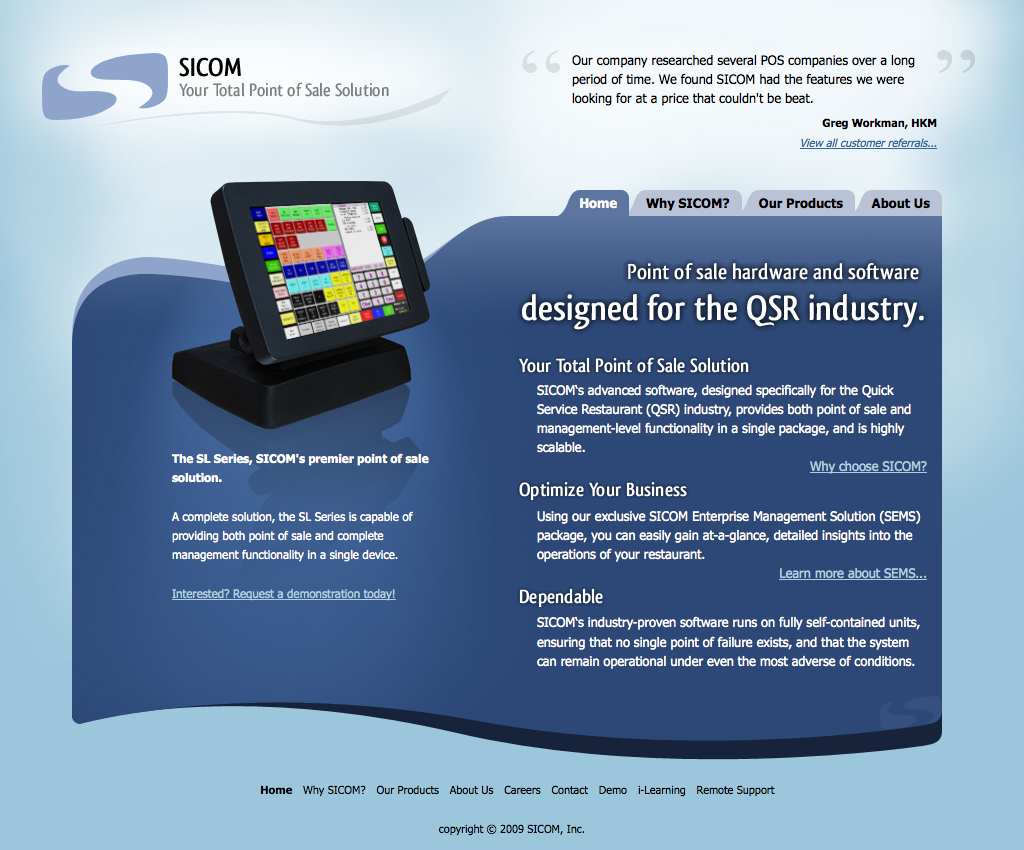 SICOM
Your Total Point of Sale Solution
“ Our company researched several POS companies over a long ”
period of time. We found SICOM had the features we were
looking for at a price that couldn't be beat.
Greg Workman, HKM
View all customer referrals...
Home Why SICOM? Our Products About Us
Point of sale hardware and software
designed for the QSR industry.
Your Total Point of Sale Solution
SICOM's advanced software, designed specifically for the Quick
Service Restaurant (QSR) industry, provides both point of sale and
management-level functionality in a single package, and is highly
scalable.
Why choose SICOM?
Optimize Your Business
Using our exclusive SICOM Enterprise Management Solution (SEMS)
package, you can easily gain at-a-glance, detailed insights into the
operations of your restaurant.
Learn more about SEMS...
Dependable
SICOM's industry-proven software runs on fully self-contained units,
ensuring that no single point of failure exists, and that the system
can remain operational under even the most adverse of conditions.
The SL Series, SICOM's premier point of sale
solution.
A complete solution, the SL Series is capable of
providing both point of sale and complete
management functionality in a single device.
Interested? Request a demonstration today!
Home Why SICOM? Our Products About Us Careers Contact Demo i-Learning Remote Support
copyright © 2009 SICOM, Inc.